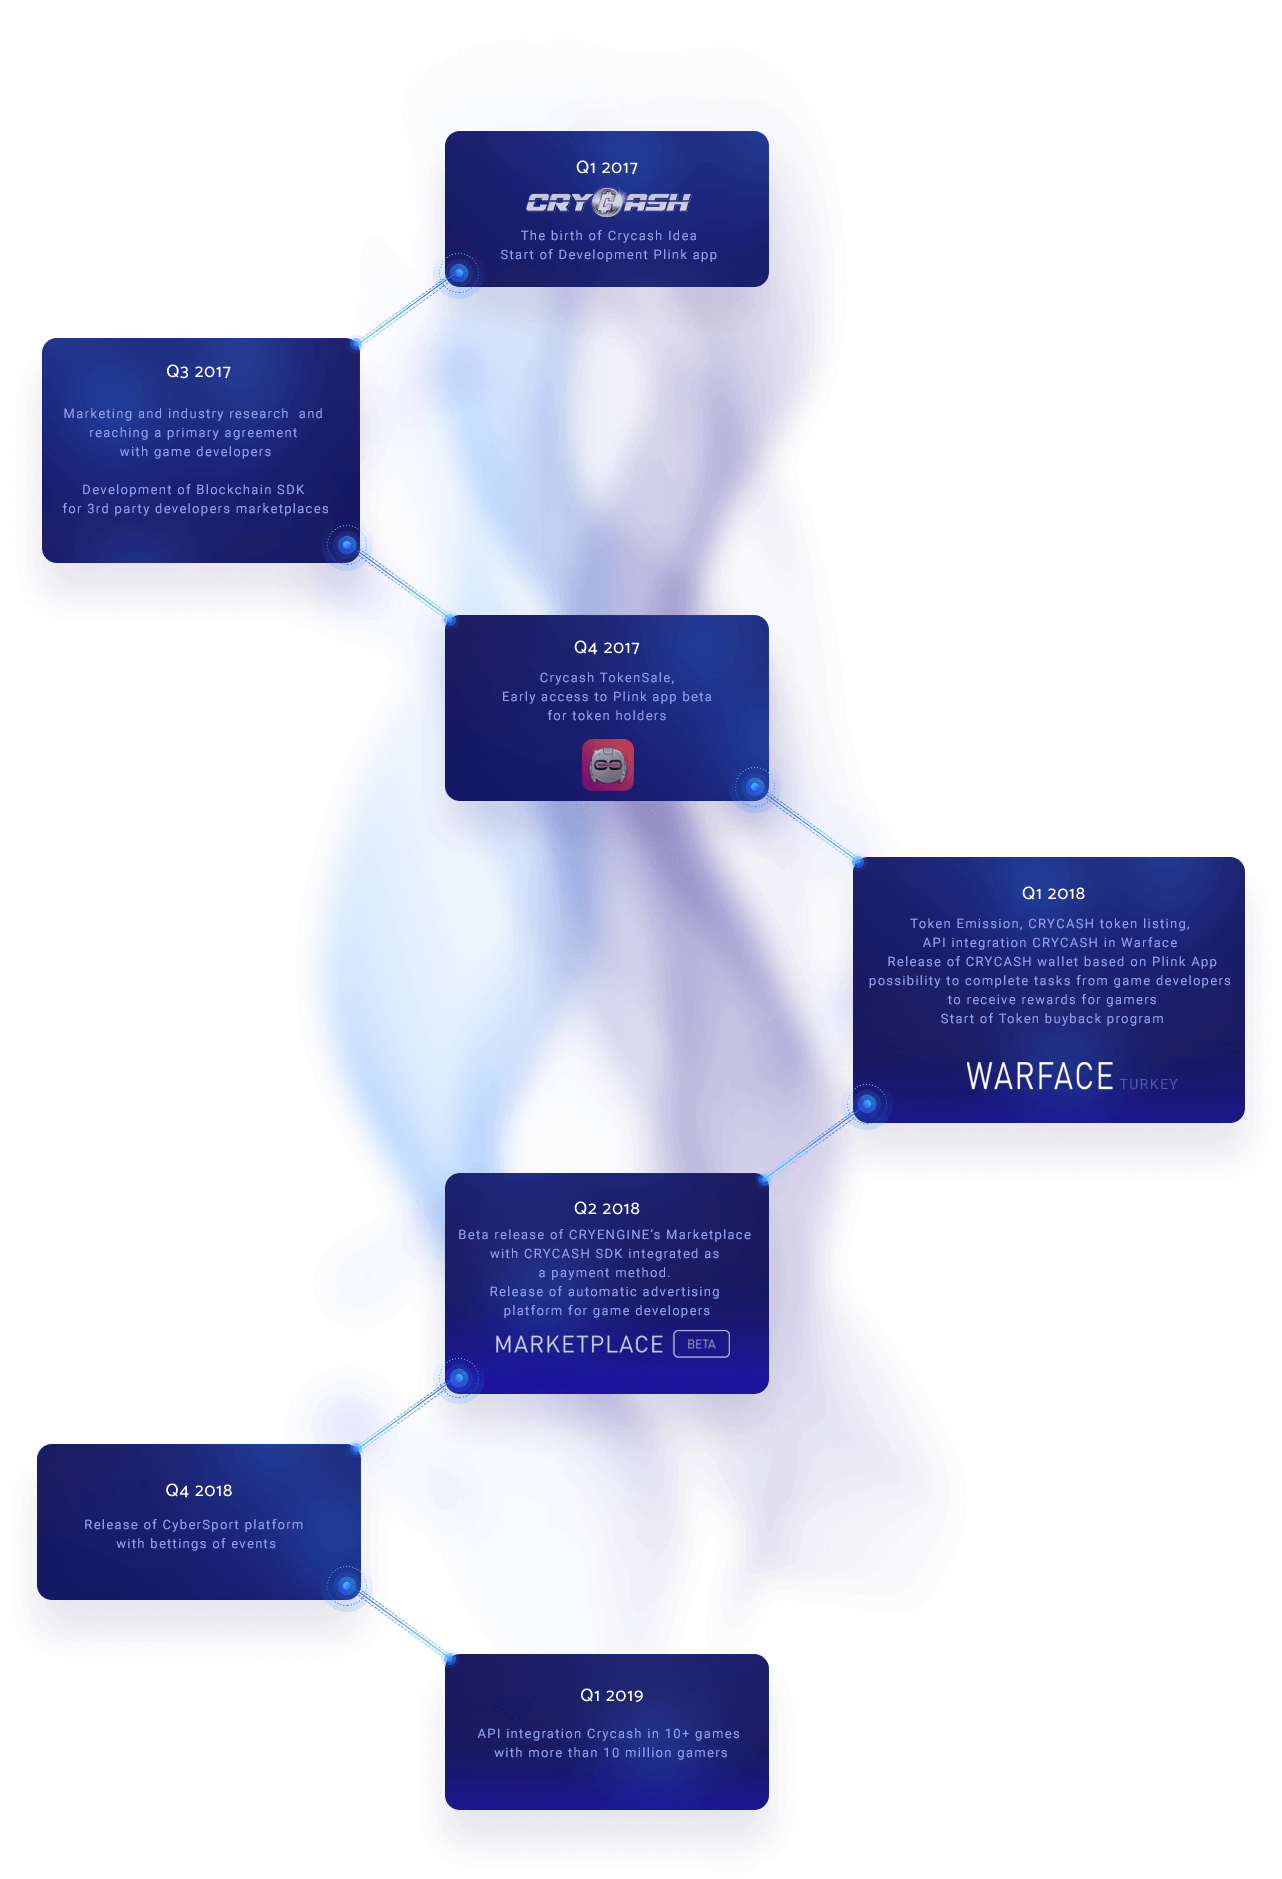 Q1 2017
CRYCASH
The birth of Crycash Idea
Start of Development Plink app
Q3 2017
Marketing and industry research and
reaching a primary agreement
with game developers
Development of Blockchain SDK
for 3rd party developers marketplaces
Q4 2017
Crycash TokenSale,
Early access to Plink app beta
for token holders
Q1 2018
Token Emission, CRYCASH token listing,
API integration CRYCASH in Warface
Release of CRYCASH wallet based on Plink App
possibility to complete tasks from game developers
to receive rewards for gamers
Start of Token buyback program
WARFACE TURKEY
Q2 2018
Beta release of CRYENGINE’s Marketplace
with CRYCASH SDK integrated as
a payment method.
Release of automatic advertising
platform for game developers
MARKETPLACE BETA
Q4 2018
Release of CyberSport platform
with bettings of events
Q1 2019
API integration Crycash in 10+ games
with more than 10 million gamers